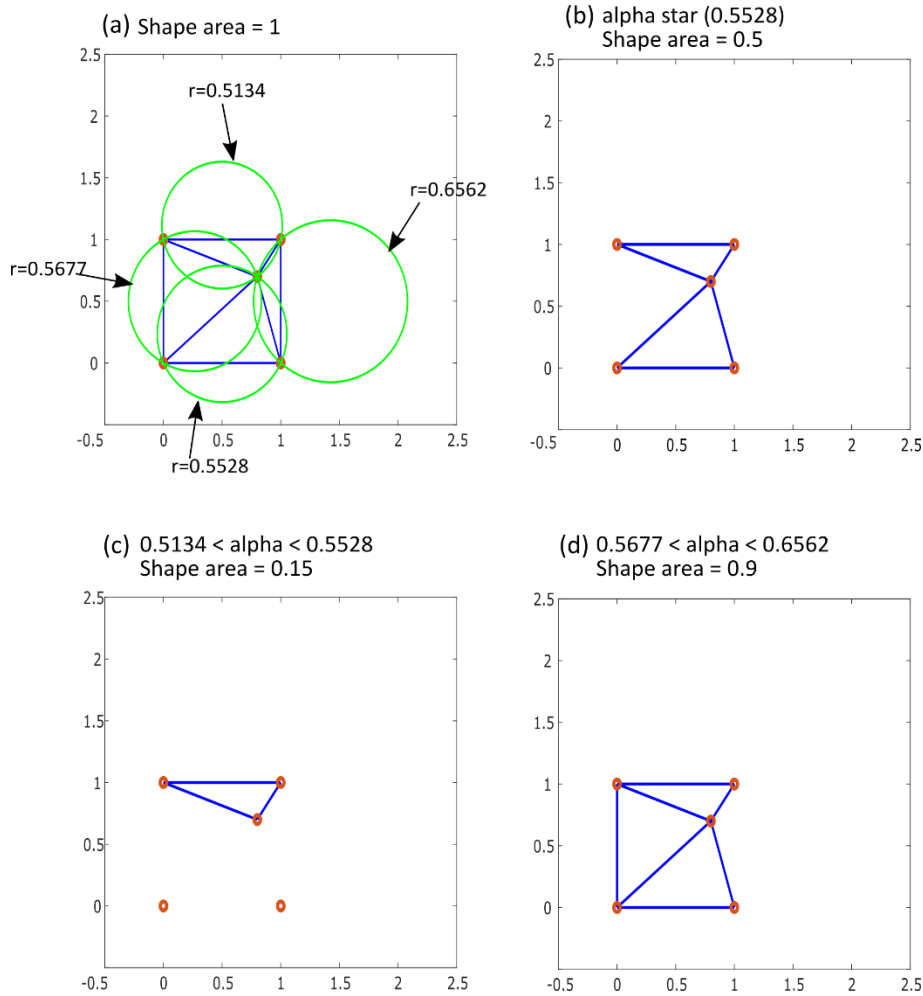 (a) Shape area = 1
r=0.5134
r=0.6562
r=0.5677
r=0.5528
2.5
2
1.5
1
0.5
0
-0.5 0 0.5 1 1.5 2 2.5
(b) alpha star (0.5528)
Shape area = 0.5
2.5
2
1.5
1
0.5
0
-0.5
0 0.5 1 1.5 2 2.5
(c) 0.5134 < alpha < 0.5528
Shape area = 0.15
2.5
2
1.5
1
0.5
0
-0.5 0 0.5 1 1.5 2 2.5
(d) 0.5677 < alpha < 0.6562
Shape area = 0.9
2.5
2
1.5
1
0.5
0
-0.5 0 0.5 1 1.5 2 2.5